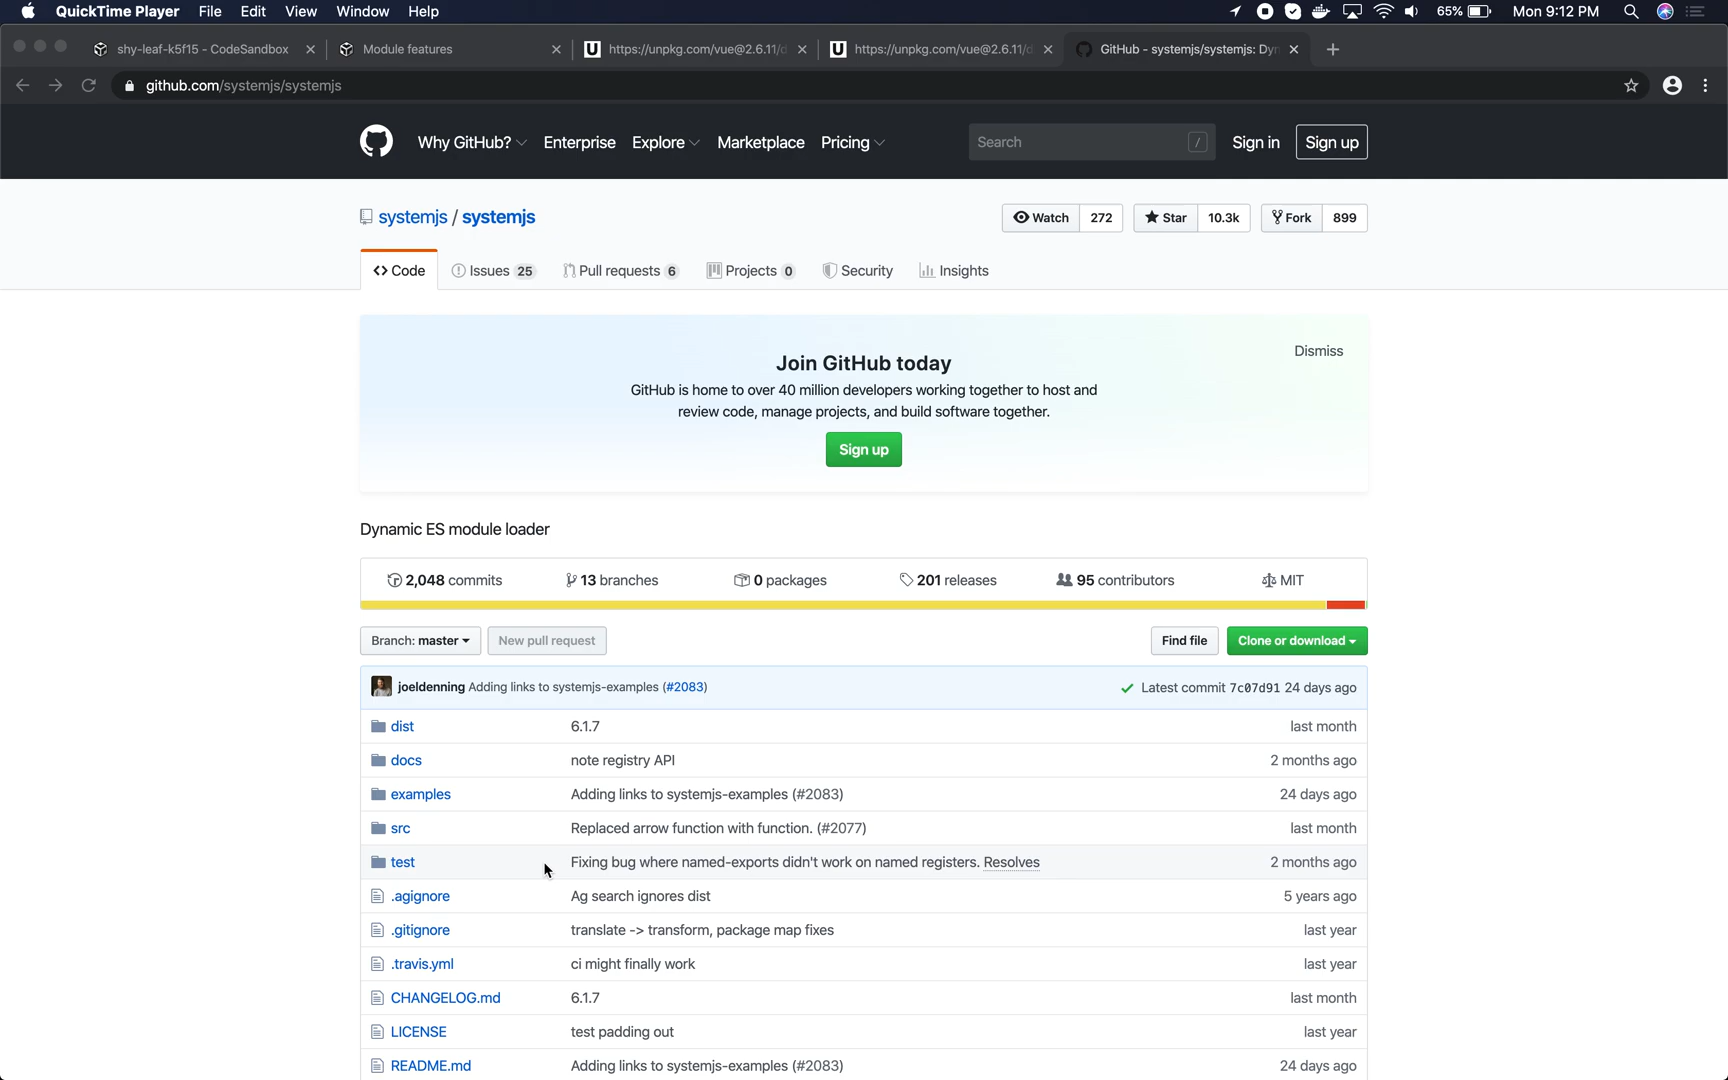 QuickTime Player File Edit View Window Help 65% Mon 9:12 PM
shy-leaf-k5f15 - CodeSandbox Module features https://unpkg.com/vue@2.6.11/d https://unpkg.com/vue@2.6.11/d GitHub - systemjs/systemjs: Dyn
github.com/systemjs/systemjs
Why GitHub? Enterprise Explore Marketplace Pricing Search / Sign in Sign up
systemjs / systemjs Watch 272 Star 10.3k Fork 899
Code Issues 25 Pull requests 6 Projects 0 Security Insights
Dismiss
Join GitHub today
GitHub is home to over 40 million developers working together to host and
review code, manage projects, and build software together.
Sign up
Dynamic ES module loader
2,048 commits 13 branches 0 packages 201 releases 95 contributors MIT
Branch: master New pull request Find file Clone or download
joeldenning Adding links to systemjs-examples (#2083) Latest commit 7c07d91 24 days ago
dist 6.1.7 last month
docs note registry API 2 months ago
examples Adding links to systemjs-examples (#2083) 24 days ago
src Replaced arrow function with function. (#2077) last month
test Fixing bug where named-exports didn't work on named registers. Resolves 2 months ago
.agignore Ag search ignores dist 5 years ago
.gitignore translate -> transform, package map fixes last year
.travis.yml ci might finally work last year
CHANGELOG.md 6.1.7 last month
LICENSE test padding out last year
README.md Adding links to systemjs-examples (#2083) 24 days ago